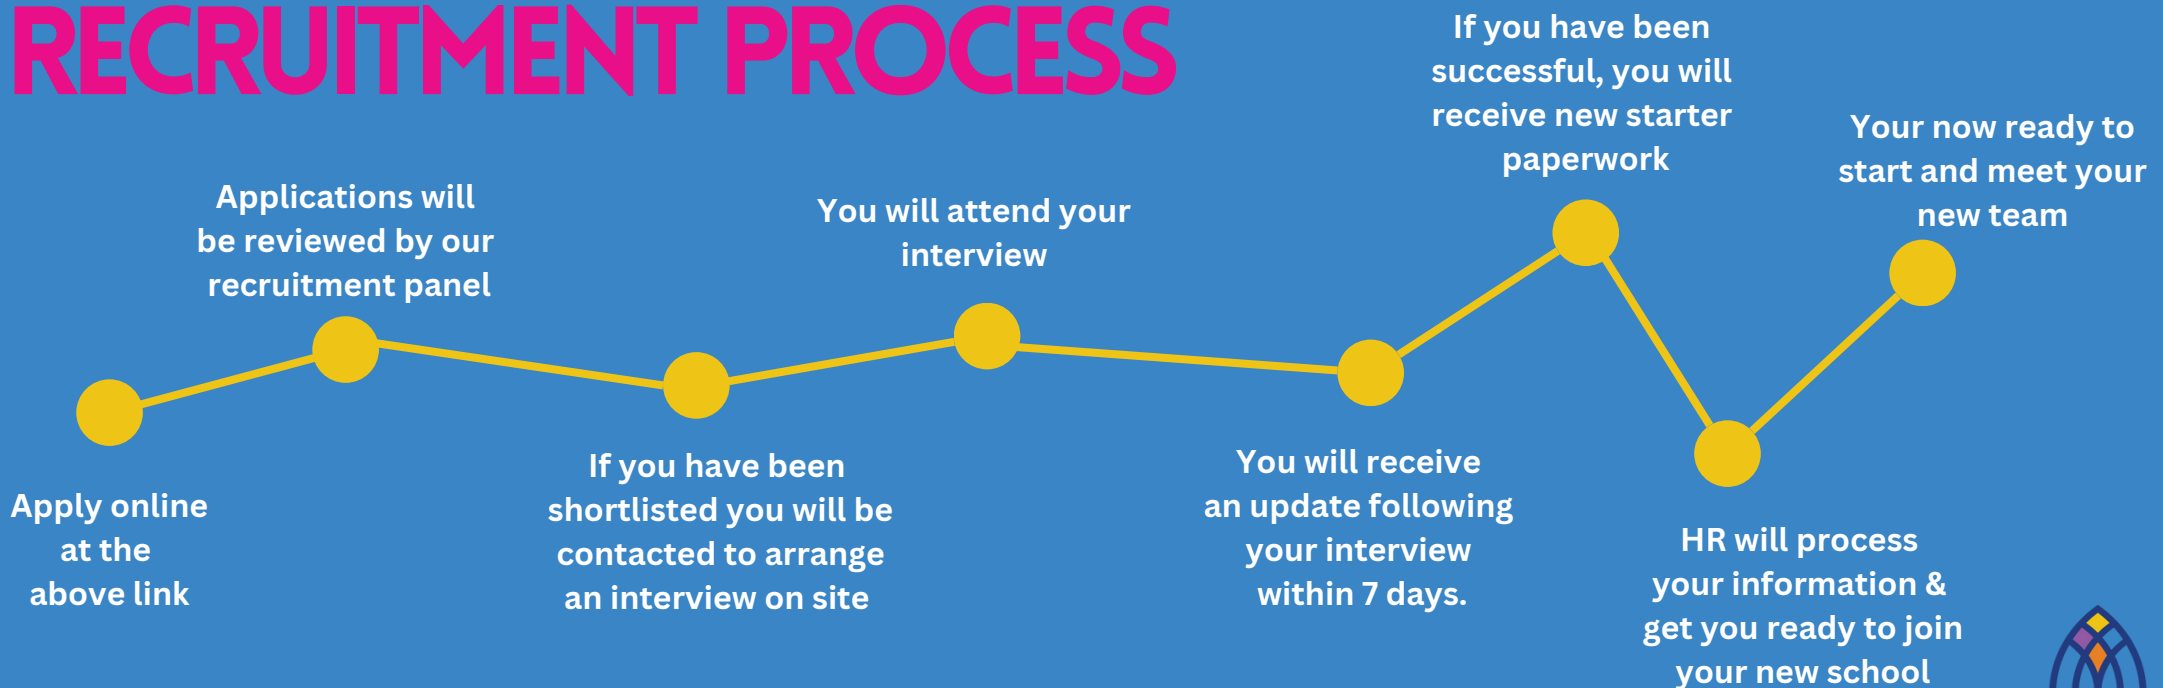 RECRUITMENT PROCESS
Apply online
at the
above link
Applications will
be reviewed by our
recruitment panel
If you have been
shortlisted you will be
contacted to arrange
an interview on site
You will attend your
interview
You will receive
an update following
your interview
within 7 days.
If you have been
successful, you will
receive new starter
paperwork
HR will process
your information &
get you ready to join
your new school
Your now ready to
start and meet your
new team